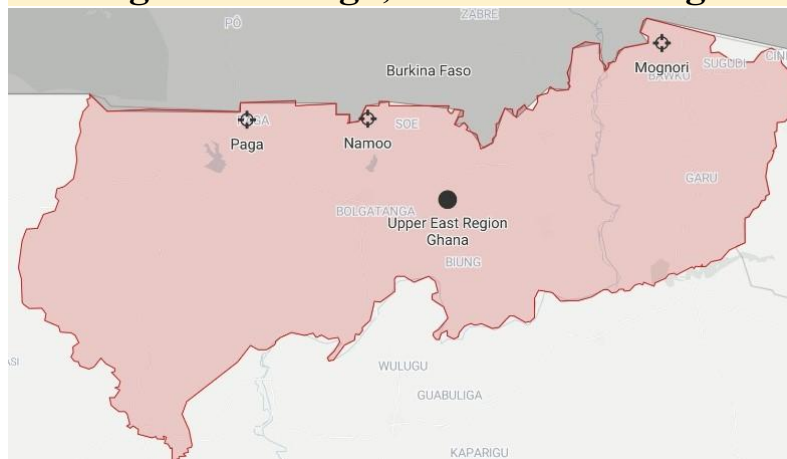 ZABRE
PÔ
Burkina Faso
Mognori
BAWKU
SUGUDI
Paga
Namoo
SOE
GARU
BOLGATANGA
Upper East Region
Ghana
BIUNG
WULUGU
GUABULIGA
KAPARIGU